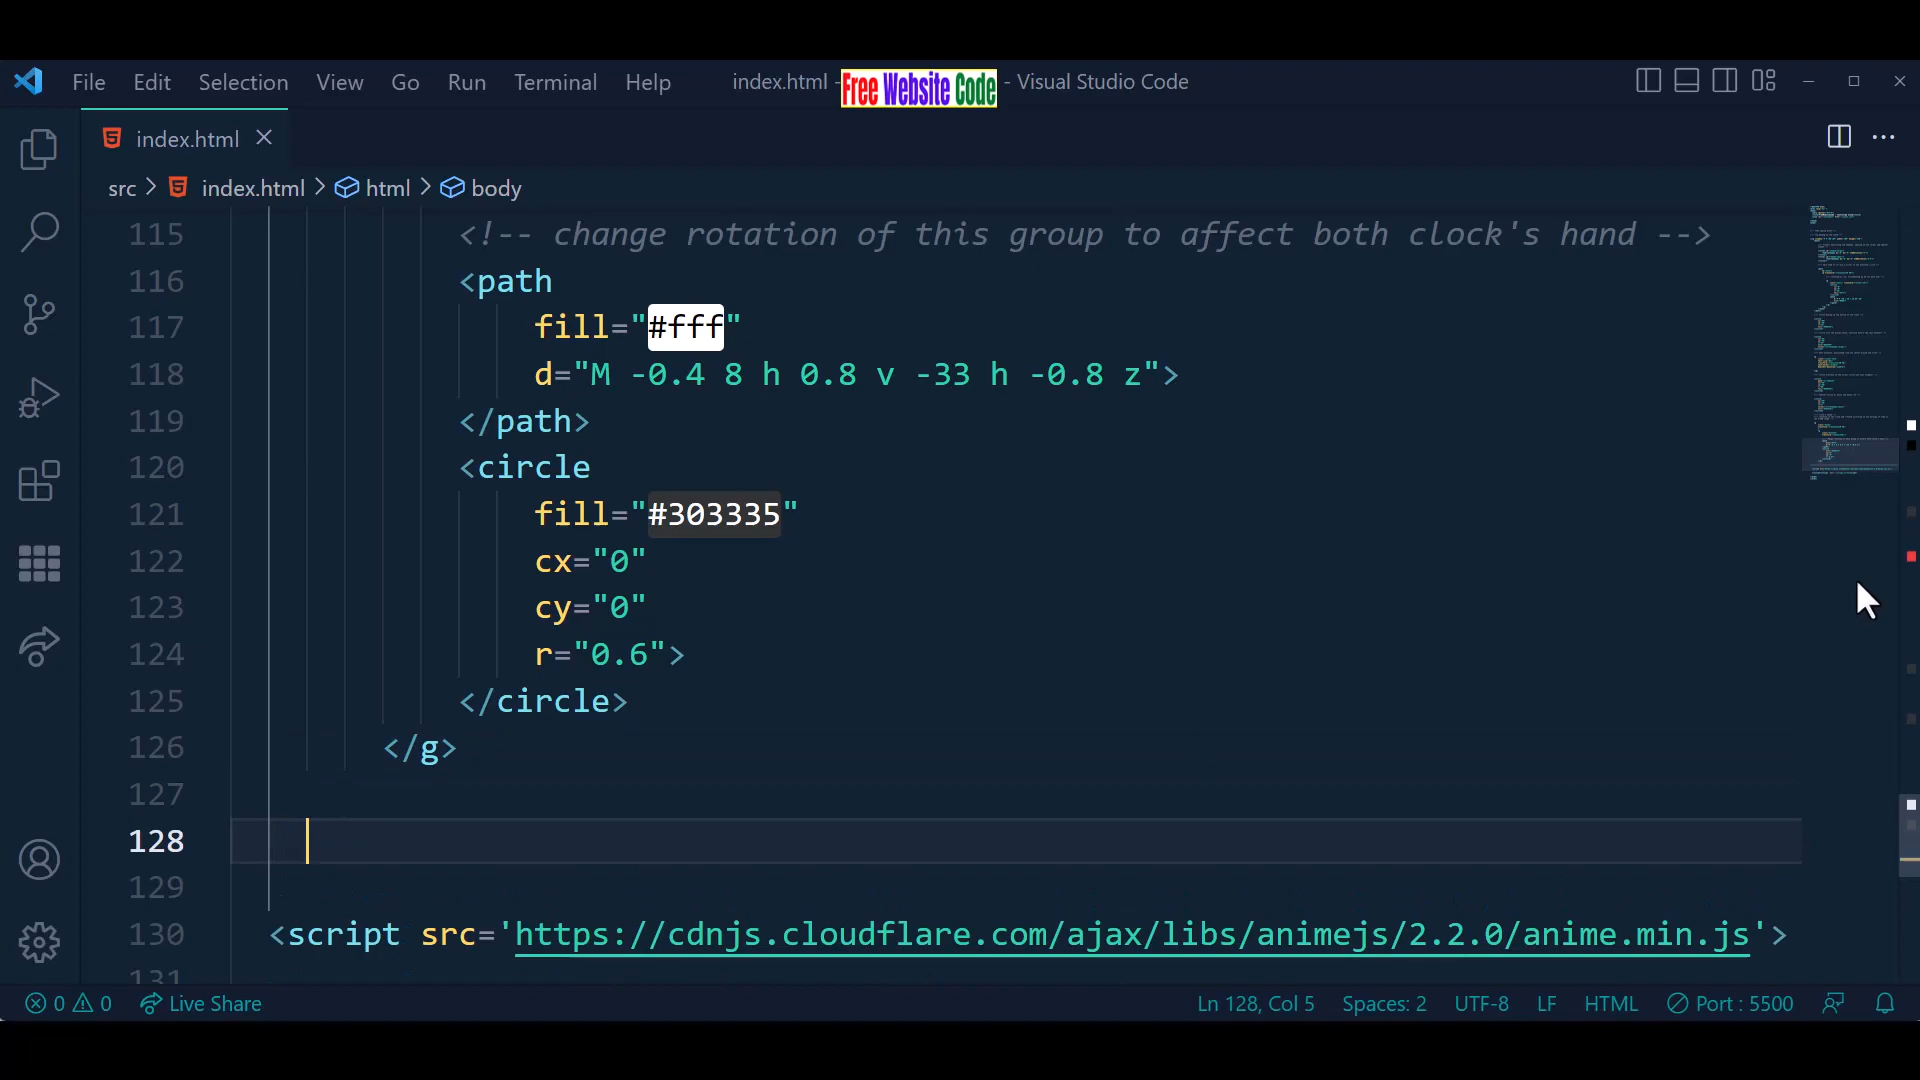 File Edit Selection View Go Run Terminal Help index.html - Free Website Code - Visual Studio Code
index.html
src > index.html > html > body
115 <!-- change rotation of this group to affect both clock's hand -->
116 <path
117 fill="#fff"
118 d="M -0.4 8 h 0.8 v -33 h -0.8 z">
119 </path>
120 <circle
121 fill="#303335"
122 cx="0"
123 cy="0"
124 r="0.6">
125 </circle>
126 </g>
127
128
129
130 <script src='https://cdnjs.cloudflare.com/ajax/libs/animejs/2.2.0/anime.min.js'>
131
0 0 Live Share Ln 128, Col 5 Spaces: 2 UTF-8 LF HTML Port : 5500